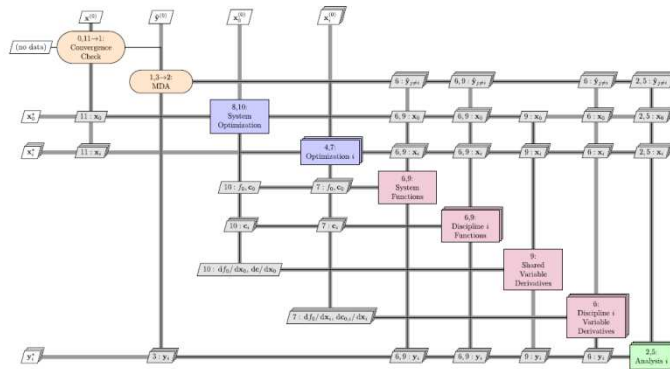 x^(0)
ŷ^(0)
x_0^(0)
x_i^(0)
(no data)
0,11→1:
Convergence
Check
1,3→2:
MDA
6 : ŷ_j≠i
6, 9 : ŷ_j≠i
6 : ŷ_j≠i
2, 5 : ŷ_j≠i
x_0^*
11 : x_0
8,10:
System
Optimization
6, 9 : x_0
6, 9 : x_0
9 : x_0
6 : x_0
2, 5 : x_0
x_i^*
11 : x_i
4,7:
Optimization i
6, 9 : x_i
6, 9 : x_i
9 : x_i
6 : x_i
2, 5 : x_i
10 : f_0, c_0
7 : f_0, c_0
6,9:
System
Functions
10 : c_i
7 : c_i
6,9:
Discipline i
Functions
10 : df_0/dx_0, dc/dx_0
9:
Shared
Variable
Derivatives
7 : df_0/dx_i, dc_0,i/dx_i
6:
Discipline i
Variable
Derivatives
y_i^*
3 : y_i
6, 9 : y_i
6, 9 : y_i
9 : y_i
6 : y_i
2,5:
Analysis i